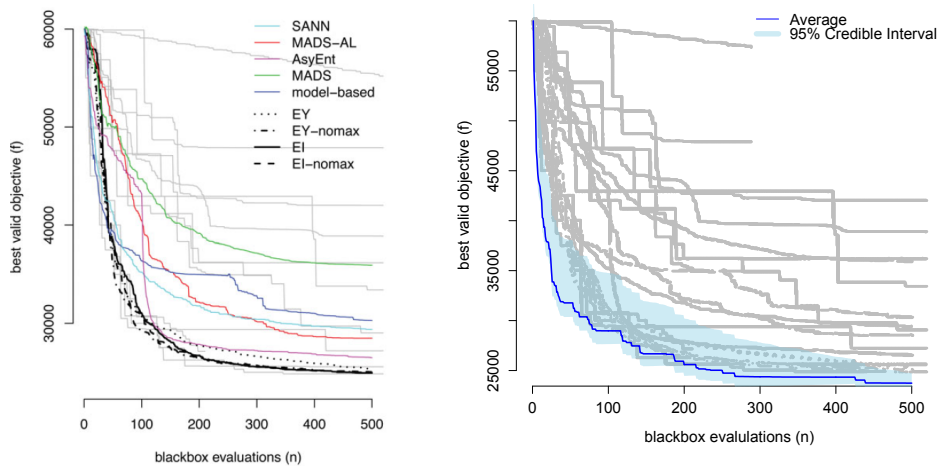 60000
50000
40000
30000
best valid objective (f)
SANN
MADS-AL
AsyEnt
MADS
model-based
EY
EY-nomax
EI
EI-nomax
0 100 200 300 400 500
blackbox evaluations (n)
55000
45000
35000
25000
best valid objective (f)
Average
95% Credible Interval
0 100 200 300 400 500
blackbox evalulations (n)